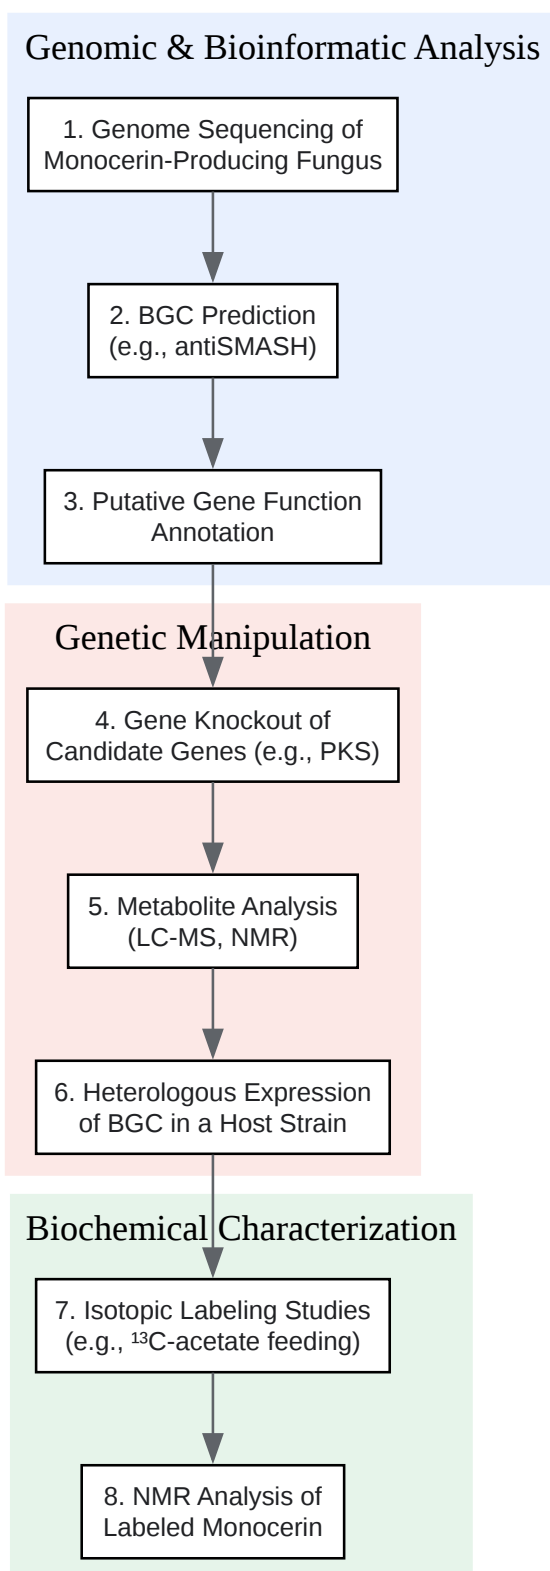 Genomic & Bioinformatic Analysis
1. Genome Sequencing of
Monocerin-Producing Fungus
2. BGC Prediction
(e.g., antiSMASH)
3. Putative Gene Function
Annotation
Genetic Manipulation
4. Gene Knockout of
Candidate Genes (e.g., PKS)
5. Metabolite Analysis
(LC-MS, NMR)
6. Heterologous Expression
of BGC in a Host Strain
Biochemical Characterization
7. Isotopic Labeling Studies
(e.g., ¹³C-acetate feeding)
8. NMR Analysis of
Labeled Monocerin